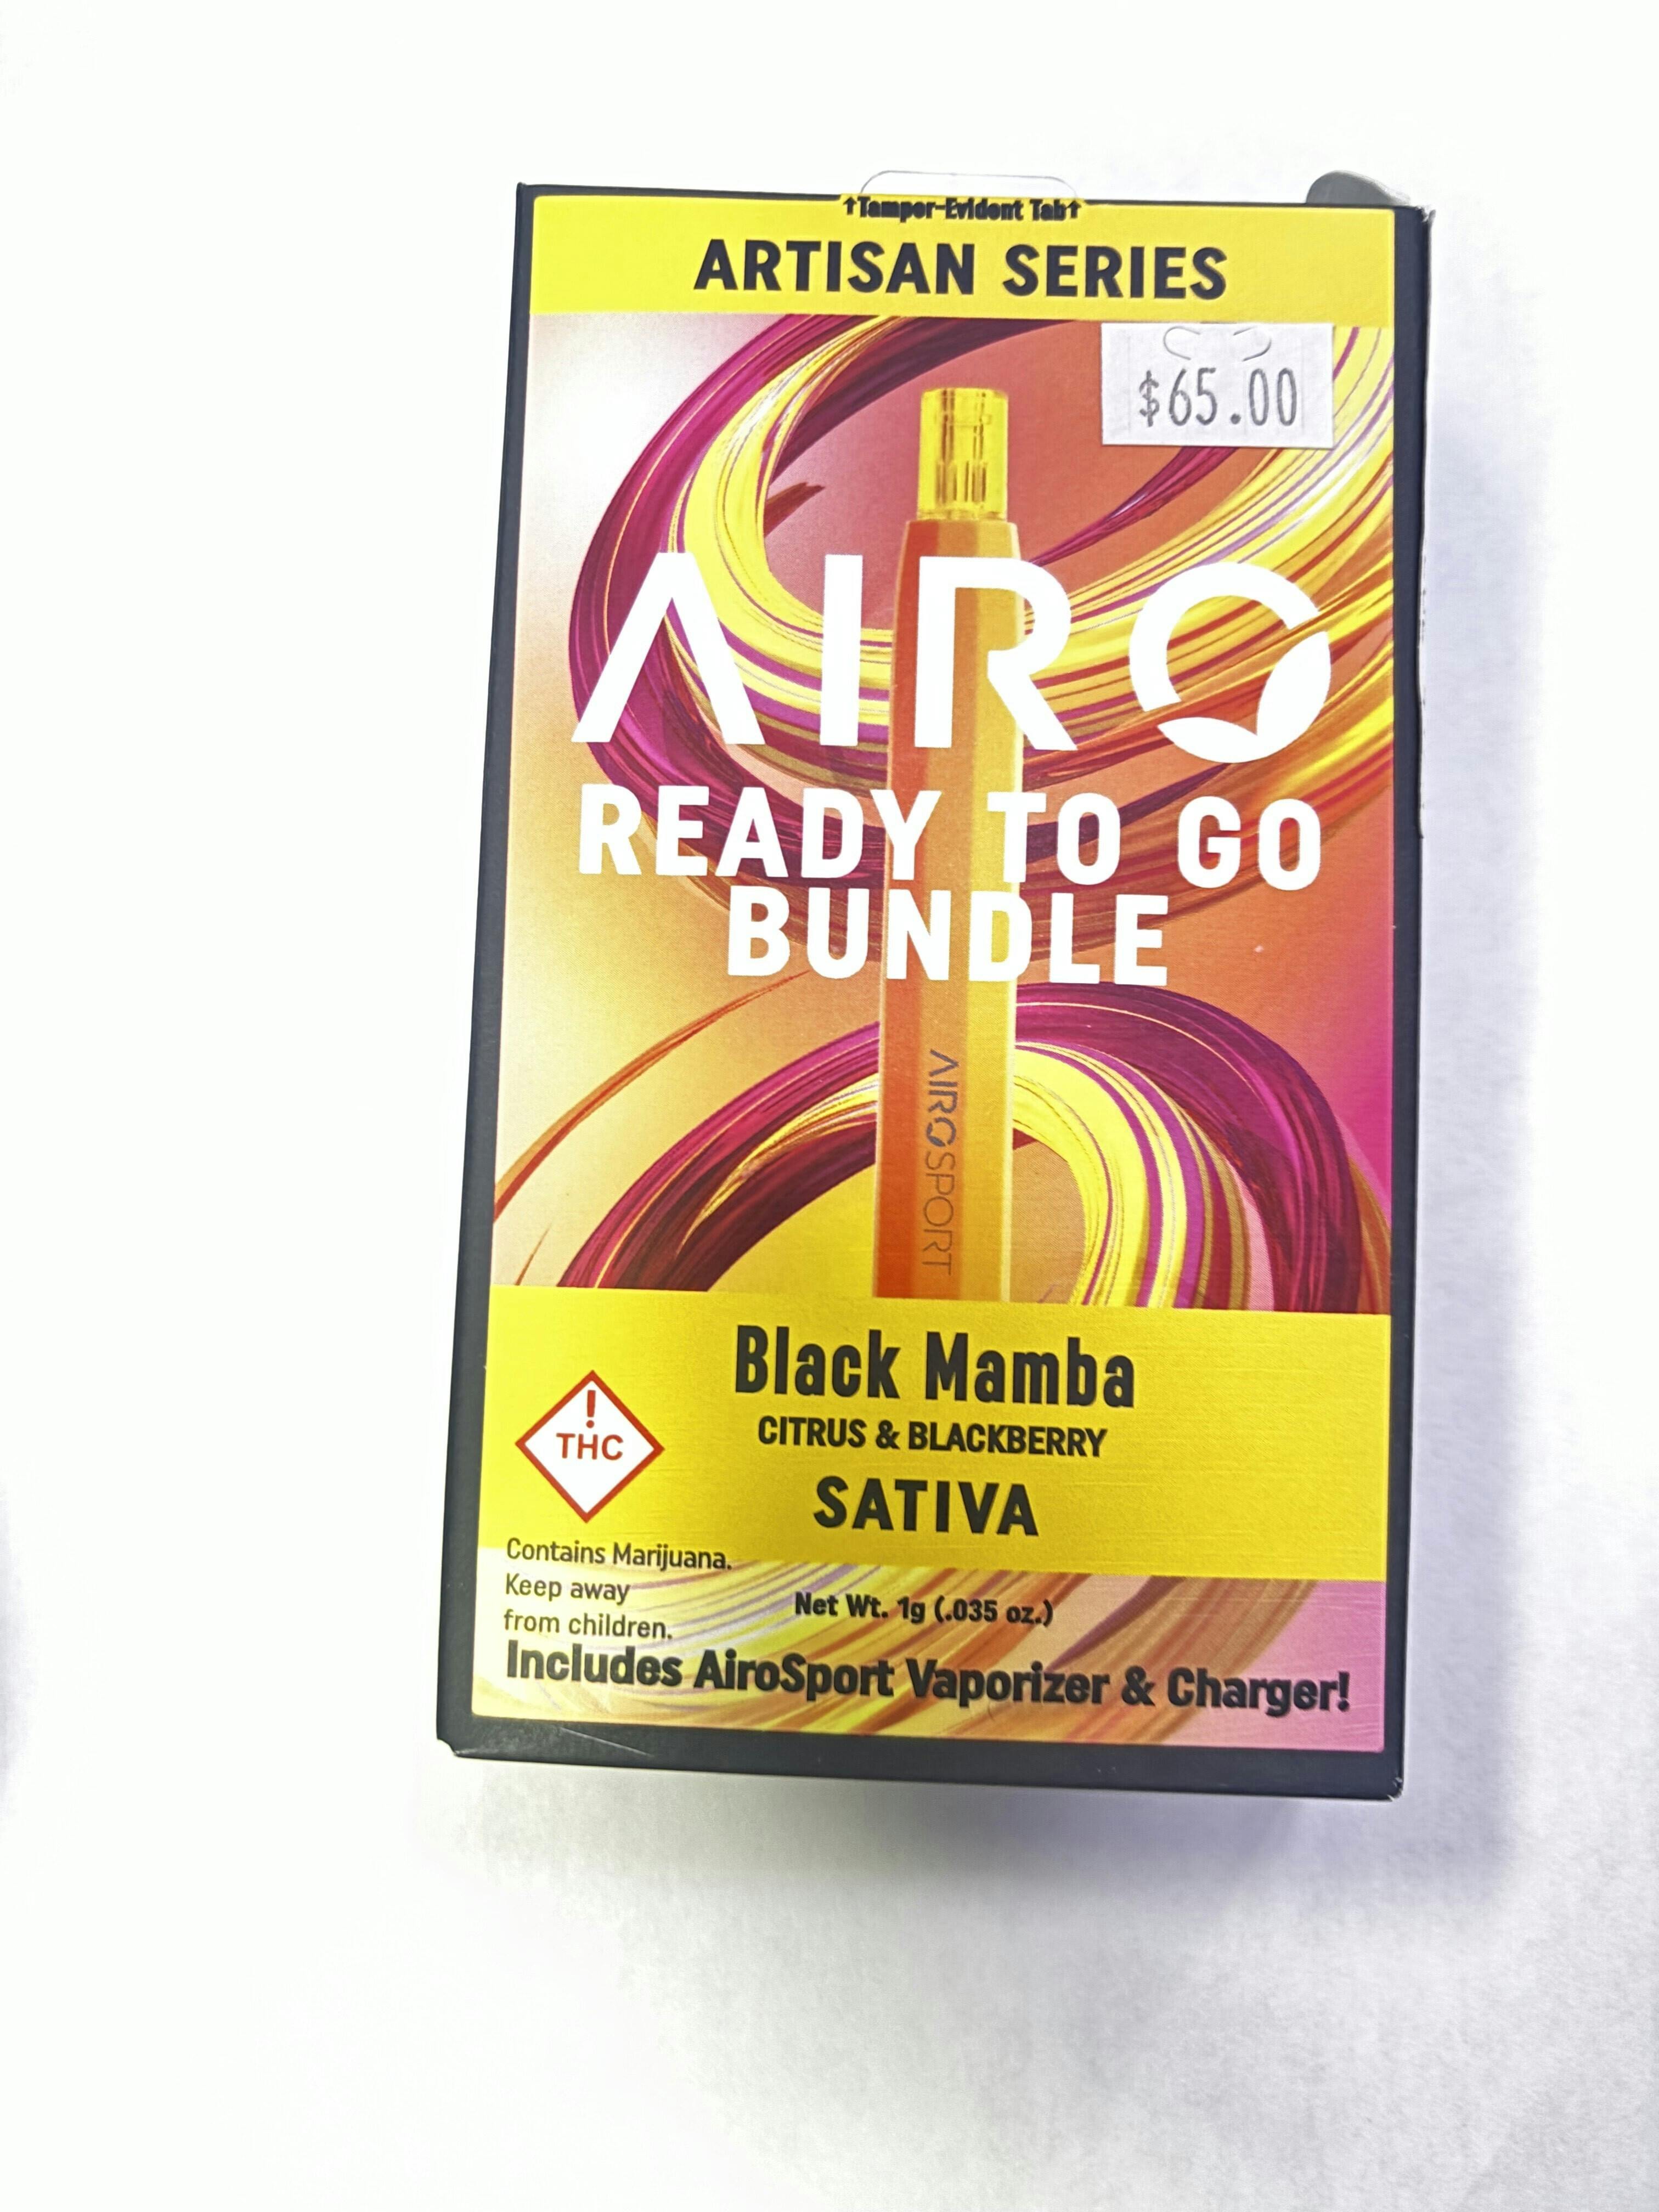 ↑Tamper-Evident Tab↑
ARTISAN SERIES
$65.00
AIRO
READY TO GO
BUNDLE
AIROSPORT
Black Mamba
CITRUS & BLACKBERRY
SATIVA
!
THC
Contains Marijuana.
Keep away
from children.
Net Wt. 1g (.035 oz.)
Includes AiroSport Vaporizer & Charger!